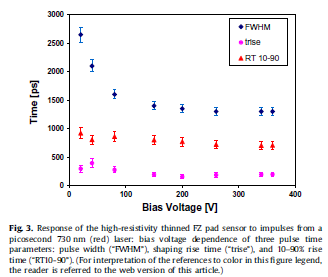 3000
2500
2000
1500
1000
500
0
Time [ps]
FWHM
trise
RT 10-90
0 100 200 300 400
Bias Voltage [V]
Fig. 3. Response of the high-resistivity thinned FZ pad sensor to impulses from a
picosecond 730 nm (red) laser: bias voltage dependence of three pulse time
parameters: pulse width ("FWHM"), shaping rise time ("trise"), and 10–90% rise
time ("RT10–90"). (For interpretation of the references to color in this figure legend,
the reader is referred to the web version of this article.)